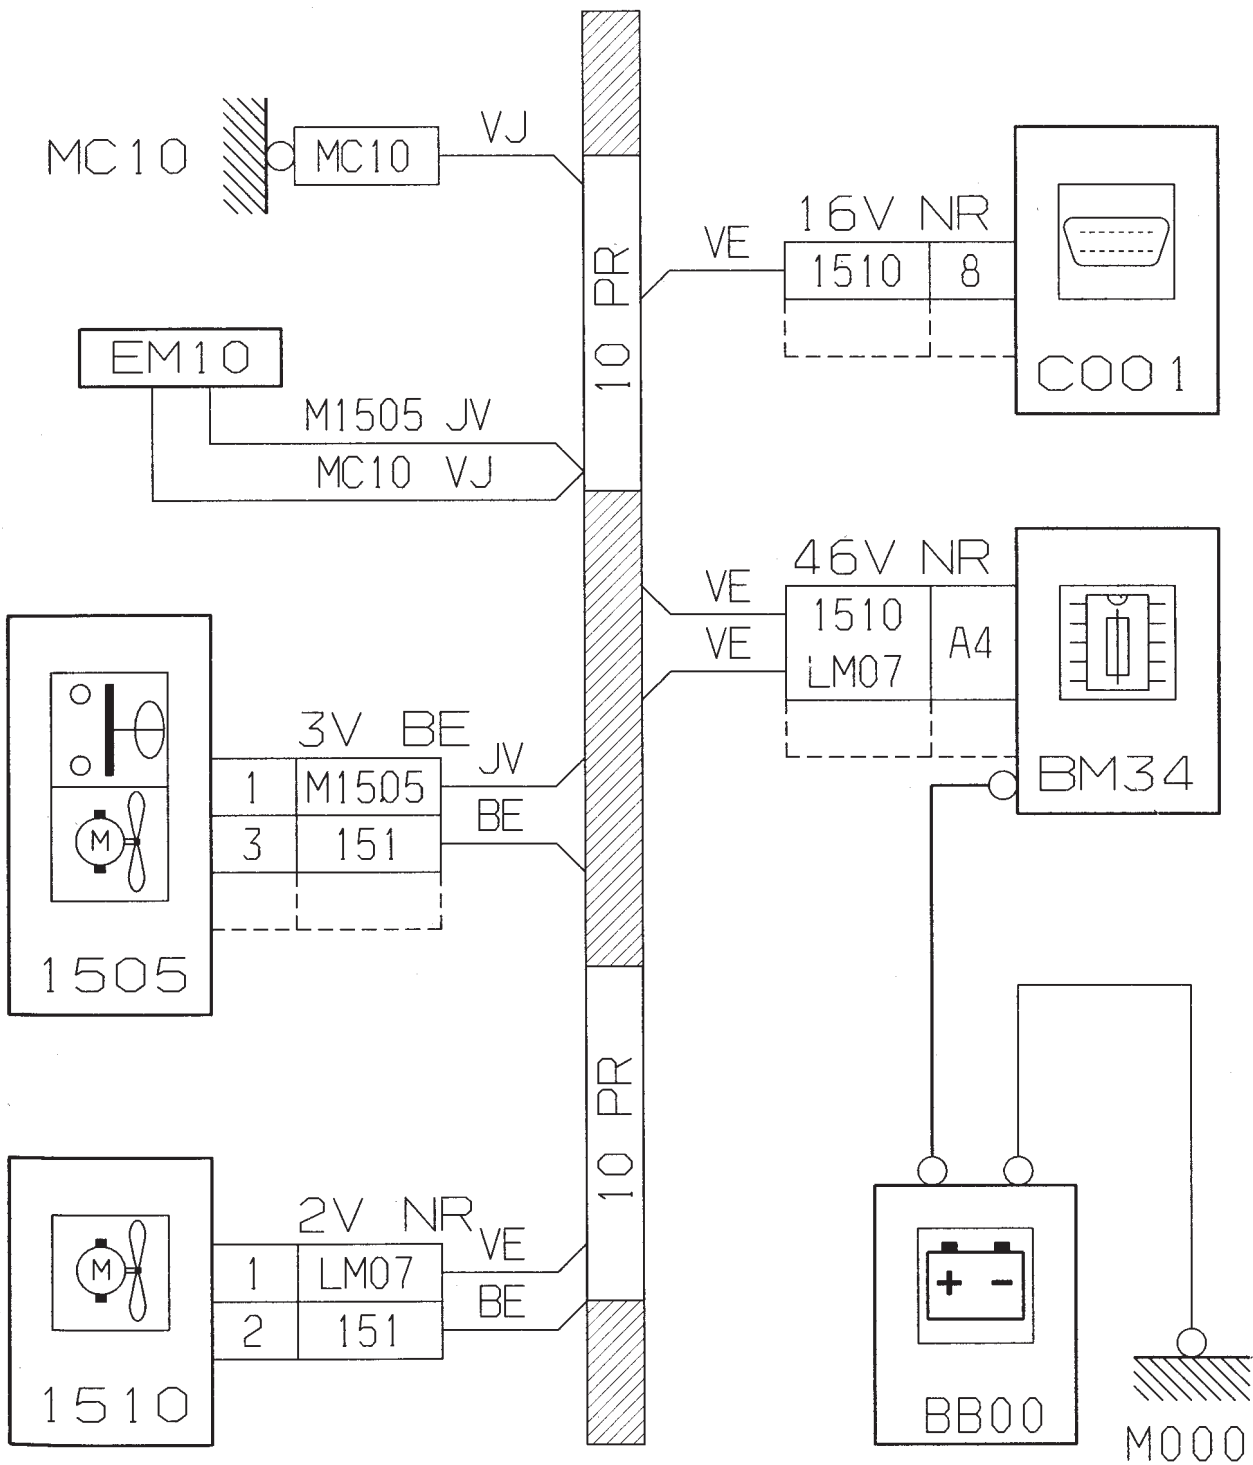 MC10
MC10
VJ
EM10
M1505 JV
MC10 VJ
10 PR
VE
16V NR
1510
8
C001
3V BE
JV
1
M1505
BE
3
151
M
1505
VE
VE
46V NR
1510
LM07
A4
BM34
10 PR
2V NR
VE
1
LM07
BE
2
151
M
1510
+ −
BB00
M000